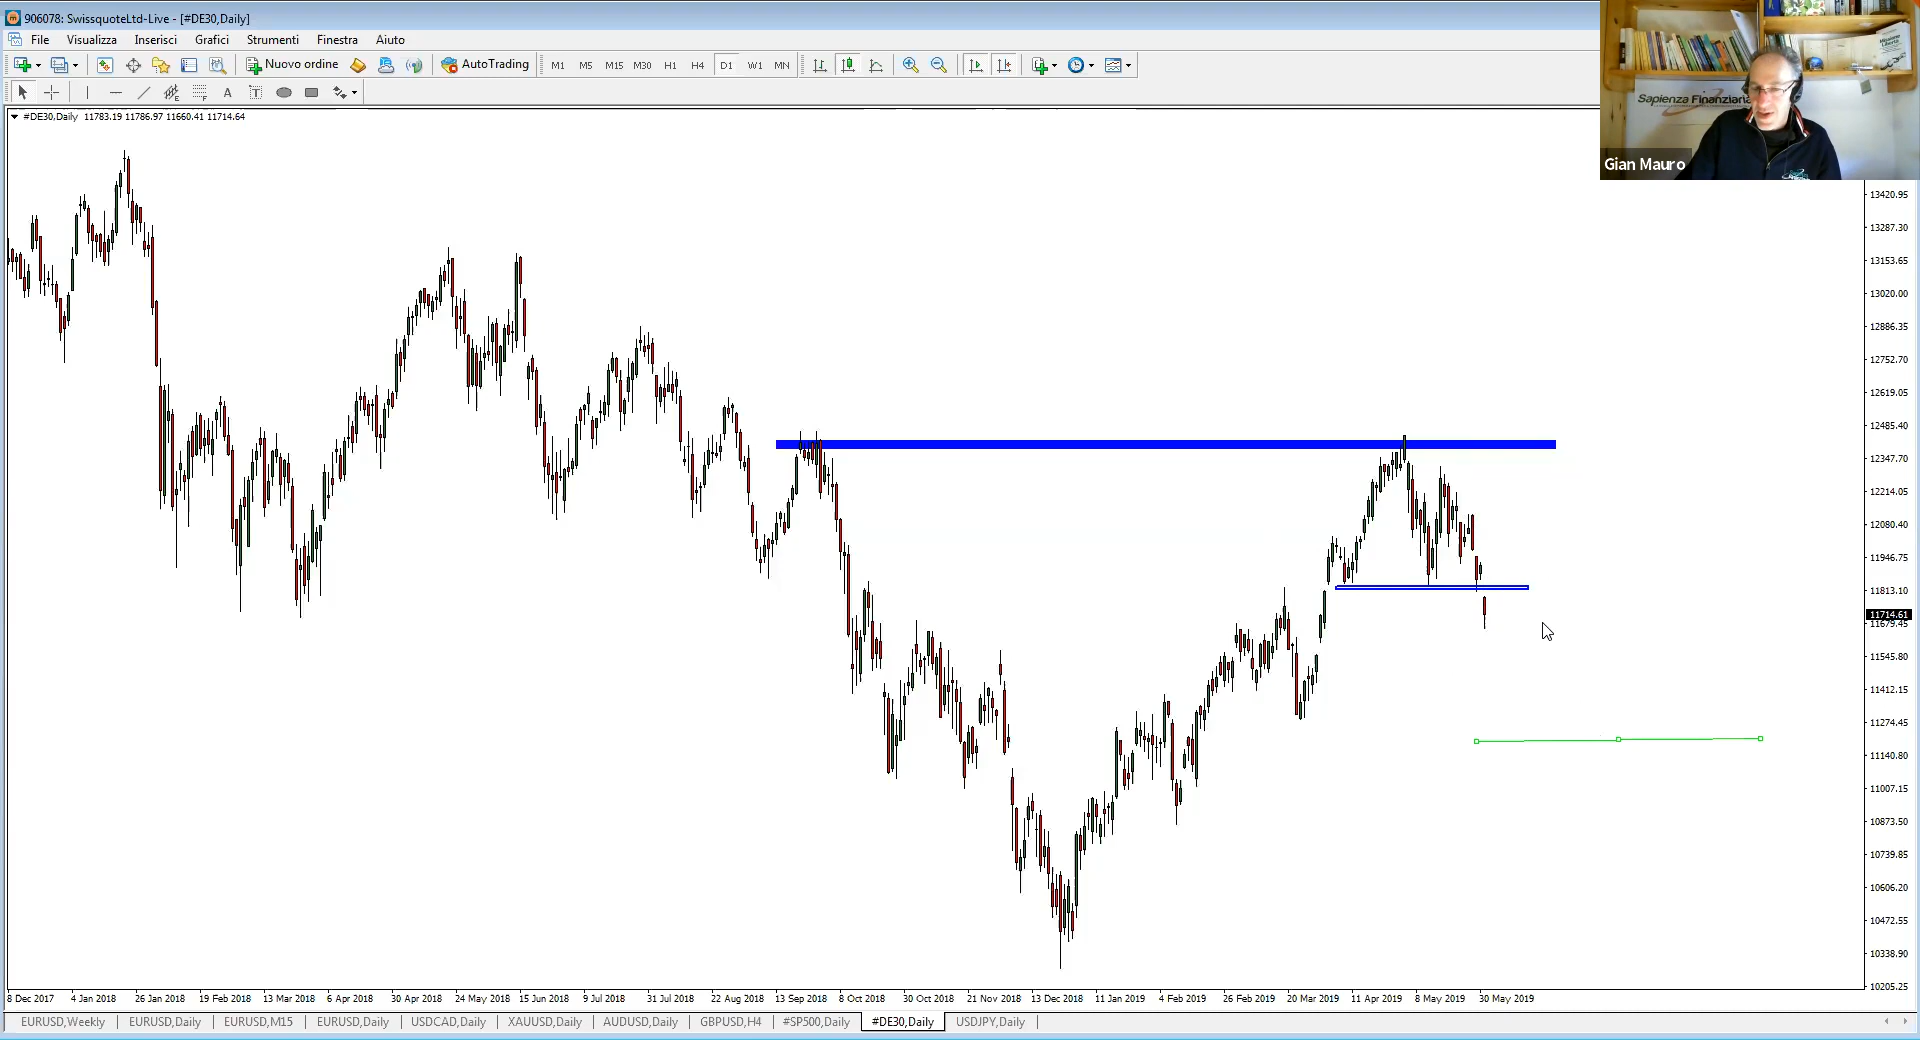 906078: SwissquoteLtd-Live - [#DE30,Daily]
File Visualizza Inserisci Grafici Strumenti Finestra Aiuto
Nuovo ordine AutoTrading M1 M5 M15 M30 H1 H4 D1 W1 MN
A T
#DE30,Daily 11783.19 11786.97 11660.41 11714.64
Sapienza Finanziaria
Gian Mauro
13420.95
13287.30
13153.65
13020.00
12886.35
12752.70
12619.05
12485.40
12347.70
12214.05
12080.40
11946.75
11813.10
11714.61
11679.45
11545.80
11412.15
11274.45
11140.80
11007.15
10873.50
10739.85
10606.20
10472.55
10338.90
10205.25
8 Dec 2017 4 Jan 2018 26 Jan 2018 19 Feb 2018 13 Mar 2018 6 Apr 2018 30 Apr 2018 24 May 2018 15 Jun 2018 9 Jul 2018 31 Jul 2018 22 Aug 2018 13 Sep 2018 8 Oct 2018 30 Oct 2018 21 Nov 2018 13 Dec 2018 11 Jan 2019 4 Feb 2019 26 Feb 2019 20 Mar 2019 11 Apr 2019 8 May 2019 30 May 2019
EURUSD,Weekly EURUSD,Daily EURUSD,M15 EURUSD,Daily USDCAD,Daily XAUUSD,Daily AUDUSD,Daily GBPUSD,H4 #SP500,Daily #DE30,Daily USDJPY,Daily